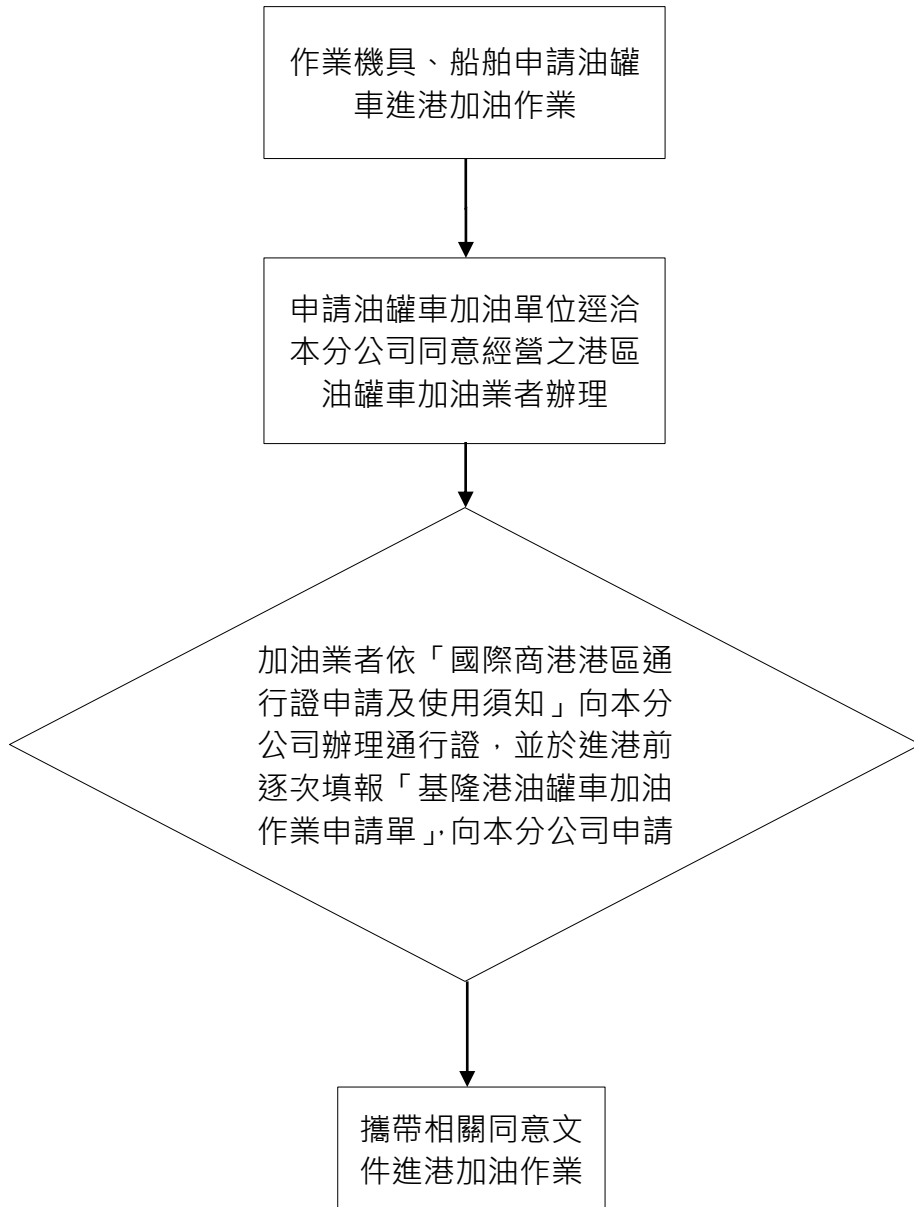 作業機具、船舶申請油罐
車進港加油作業
申請油罐車加油單位逕洽
本分公司同意經營之港區
油罐車加油業者辦理
加油業者依「國際商港港區通
行證申請及使用須知」向本分
公司辦理通行證，並於進港前
逐次填報「基隆港油罐車加油
作業申請單」，向本分公司申請
攜帶相關同意文
件進港加油作業